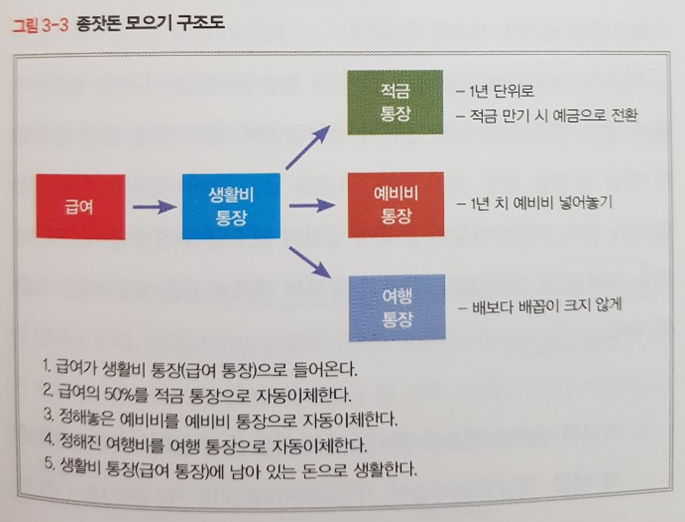 그림 3-3 종잣돈 모으기 구조도
적금
통장
– 1년 단위로
– 적금 만기 시 예금으로 전환
급여
생활비
통장
예비비
통장
– 1년 치 예비비 넣어놓기
여행
통장
– 배보다 배꼽이 크지 않게
1. 급여가 생활비 통장(급여 통장)으로 들어온다.
2. 급여의 50%를 적금 통장으로 자동이체한다.
3. 정해놓은 예비비를 예비비 통장으로 자동이체한다.
4. 정해진 여행비를 여행 통장으로 자동이체한다.
5. 생활비 통장(급여 통장)에 남아 있는 돈으로 생활한다.